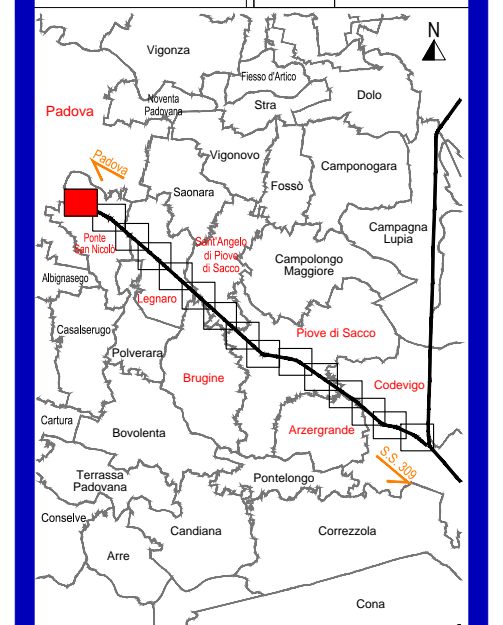 N
Vigonza
Fiesso d'Artico
Dolo
Noventa
Padovana
Stra
Padova
Padova
Vigonovo
Camponogara
Saonara
Fossò
Campagna
Lupia
Ponte
San Nicolò
Sant'Angelo
di Piove
di Sacco
Campolongo
Maggiore
Albignasego
Legnaro
Casalserugo
Piove di Sacco
Polverara
Brugine
Codevigo
Cartura
Bovolenta
Arzergrande
S.S. 309
Terrassa
Padovana
Pontelongo
Conselve
Candiana
Correzzola
Arre
Cona